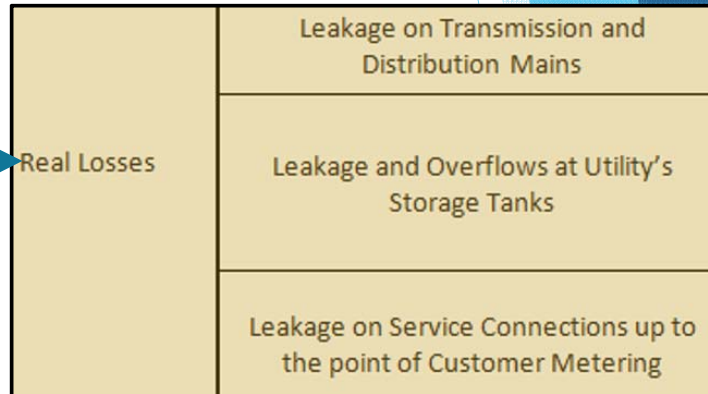 Real Losses
Leakage on Transmission and
Distribution Mains
Leakage and Overflows at Utility's
Storage Tanks
Leakage on Service Connections up to
the point of Customer Metering